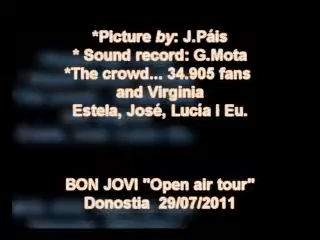 *Picture by: J.Páis
* Sound record: G.Mota
*The crowd... 34.905 fans
and Virginia
Estela, José, Lucía I Eu.
BON JOVI "Open air tour"
Donostia 29/07/2011